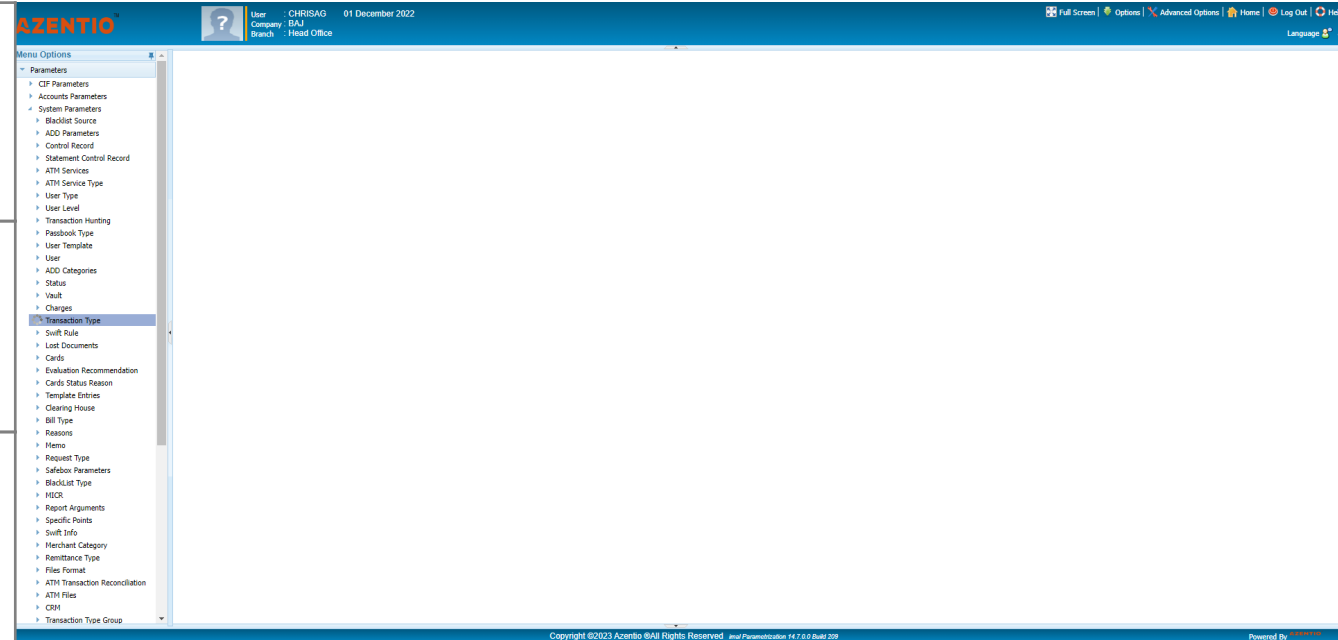 AZENTIO™
User : CHRISAG 01 December 2022
Company : BAJ
Branch : Head Office
Full Screen | Options | Advanced Options | Home | Log Out | He
Language
Menu Options
Parameters
CIF Parameters
Accounts Parameters
System Parameters
Blacklist Source
ADD Parameters
Control Record
Statement Control Record
ATM Services
ATM Service Type
User Type
User Level
Transaction Hunting
Passbook Type
User Template
User
ADD Categories
Status
Vault
Charges
Transaction Type
Swift Rule
Lost Documents
Cards
Evaluation Recommendation
Cards Status Reason
Template Entries
Clearing House
Bill Type
Reasons
Memo
Request Type
Safebox Parameters
BlackList Type
MICR
Report Arguments
Specific Points
Swift Info
Merchant Category
Remittance Type
Files Format
ATM Transaction Reconciliation
ATM Files
CRM
Transaction Type Group
Copyright ©2023 Azentio ®All Rights Reserved imal Parametrization 14.7.0.0 Build 209
Powered By AZENTIO